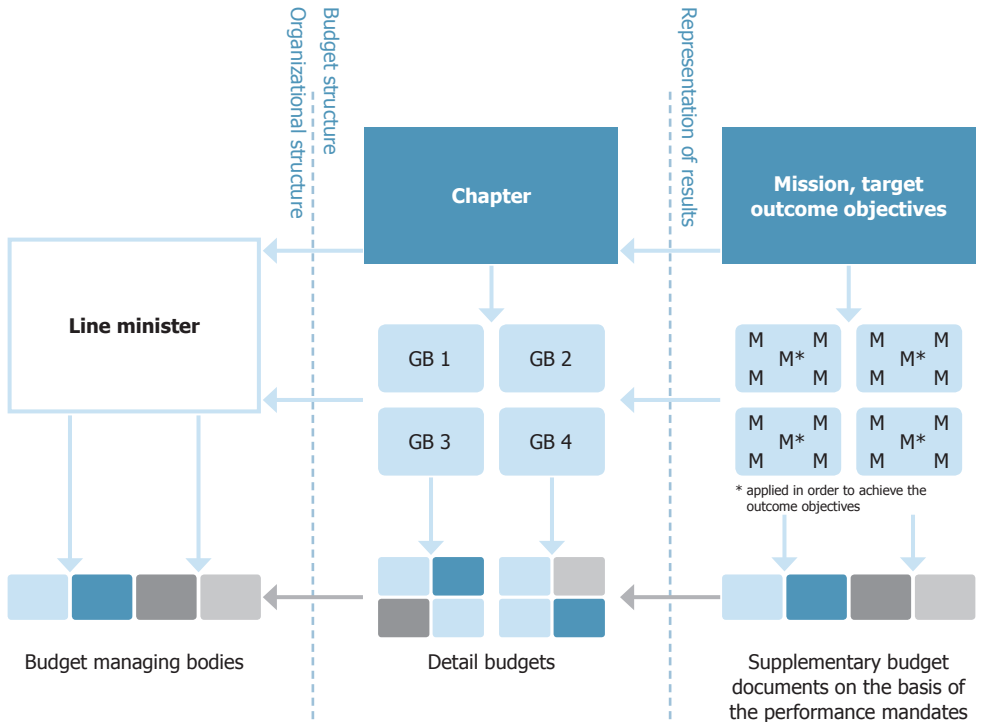 Organizational structure
Budget structure
Representation of results
Chapter
Mission, target
outcome objectives
Line minister
GB 1
GB 2
GB 3
GB 4
M M
M*
M M
M M
M*
M M
M M
M*
M M
M M
M*
M M
* applied in order to achieve the
outcome objectives
Budget managing bodies
Detail budgets
Supplementary budget
documents on the basis of
the performance mandates